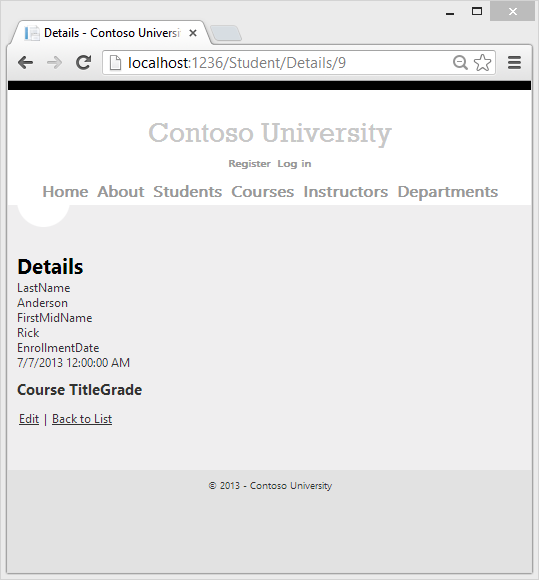 Details - Contoso Universi
localhost:1236/Student/Details/9
Contoso University
Register Log in
Home About Students Courses Instructors Departments
Details
LastName
Anderson
FirstMidName
Rick
EnrollmentDate
7/7/2013 12:00:00 AM
Course TitleGrade
Edit | Back to List
© 2013 - Contoso University